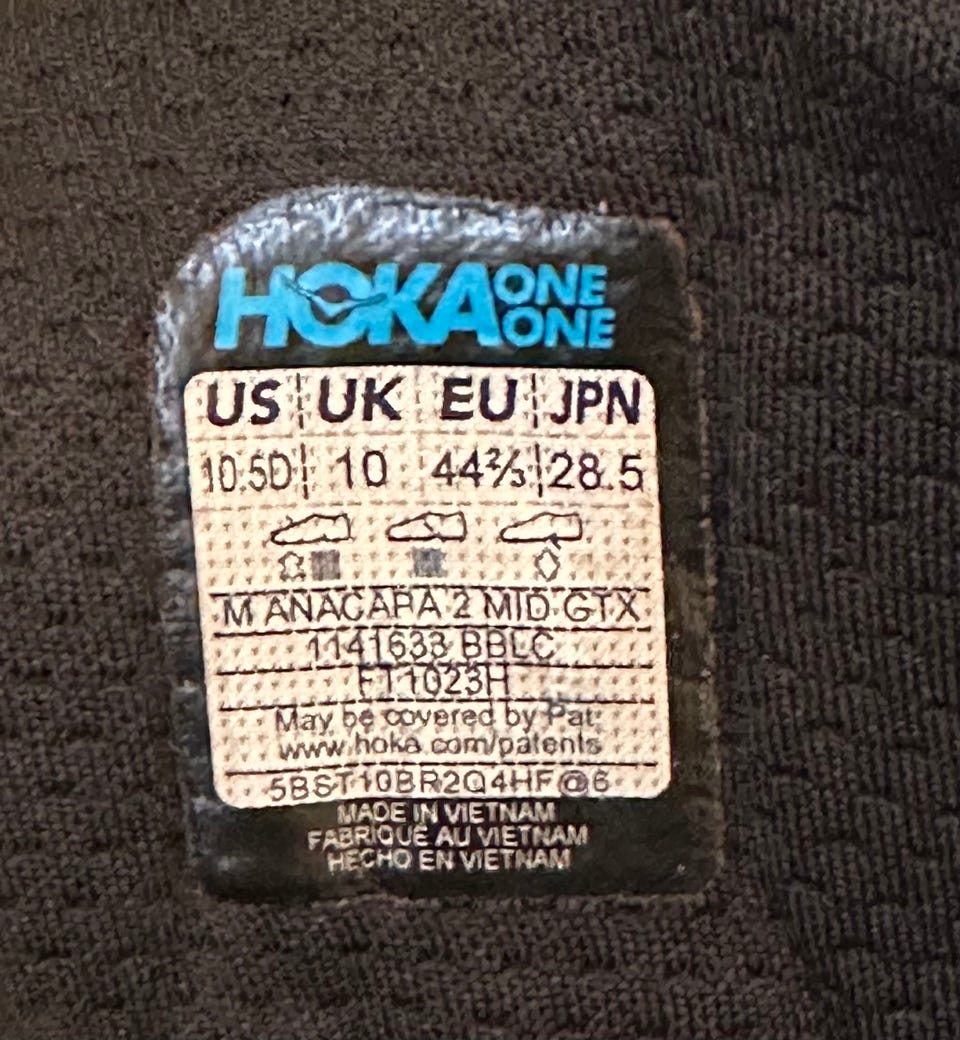 HOKA ONE ONE
US UK EU JPN
10.5D 10 44⅔ 28.5
M ANACAPA 2 MID GTX
1141633 BBLC
FT1023H
May be covered by Pat:
www.hoka.com/patents
5BST10BR2Q4HF@6
MADE IN VIETNAM
FABRIQUÉ AU VIETNAM
HECHO EN VIETNAM